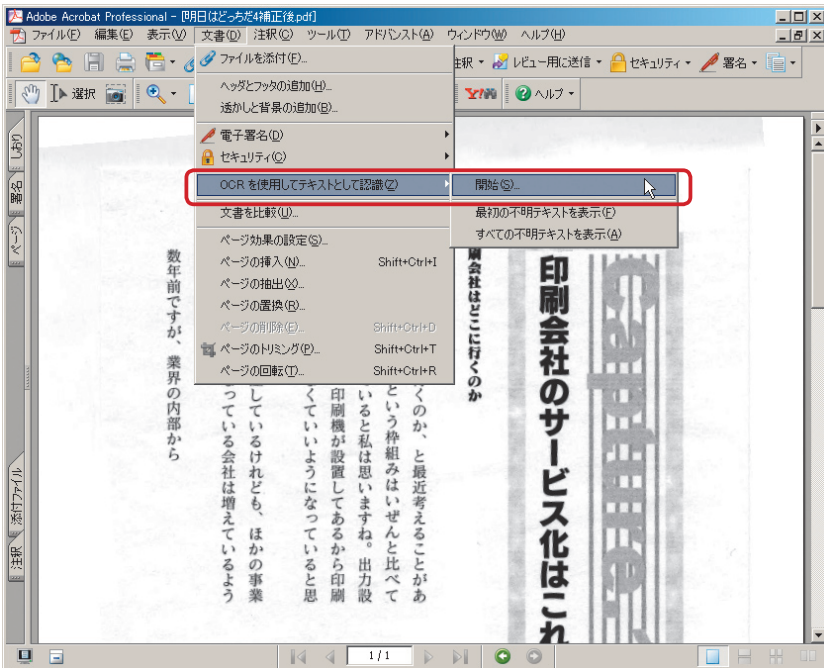 Adobe Acrobat Professional - [明日はどっちだ4補正後.pdf]
ファイル(F) 編集(E) 表示(V) 文書(D) 注釈(C) ツール(T) アドバンスト(A) ウィンドウ(W) ヘルプ(H)
注釈 レビュー用に送信 セキュリティ 署名
選択 Y! ヘルプ
ファイルを添付(F)...
ヘッダとフッタの追加(H)...
透かしと背景の追加(B)...
電子署名(D)
セキュリティ(C)
OCR を使用してテキストとして認識(Z)
開始(S)...
最初の不明テキストを表示(F)
すべての不明テキストを表示(A)
文書を比較(U)...
ページ効果の設定(S)...
ページの挿入(N)... Shift+Ctrl+I
ページの抽出(X)...
ページの置換(R)...
ページの削除(E)... Shift+Ctrl+D
ページのトリミング(P)... Shift+Ctrl+T
ページの回転(T)... Shift+Ctrl+R
しおり
署名
ページ
添付ファイル
注釈
capture.
印刷会社のサービス化はこれ
刷会社はどこに行くのか
くのか、と最近考えることがあ
という枠組みはいぜんと比べて
いると私は思いますね。出力設
印刷機が設置してあるから印刷
くていいようになっていると思
しているけれども、ほかの事業
っている会社は増えているよう
数年前ですが、業界の内部から
1/1